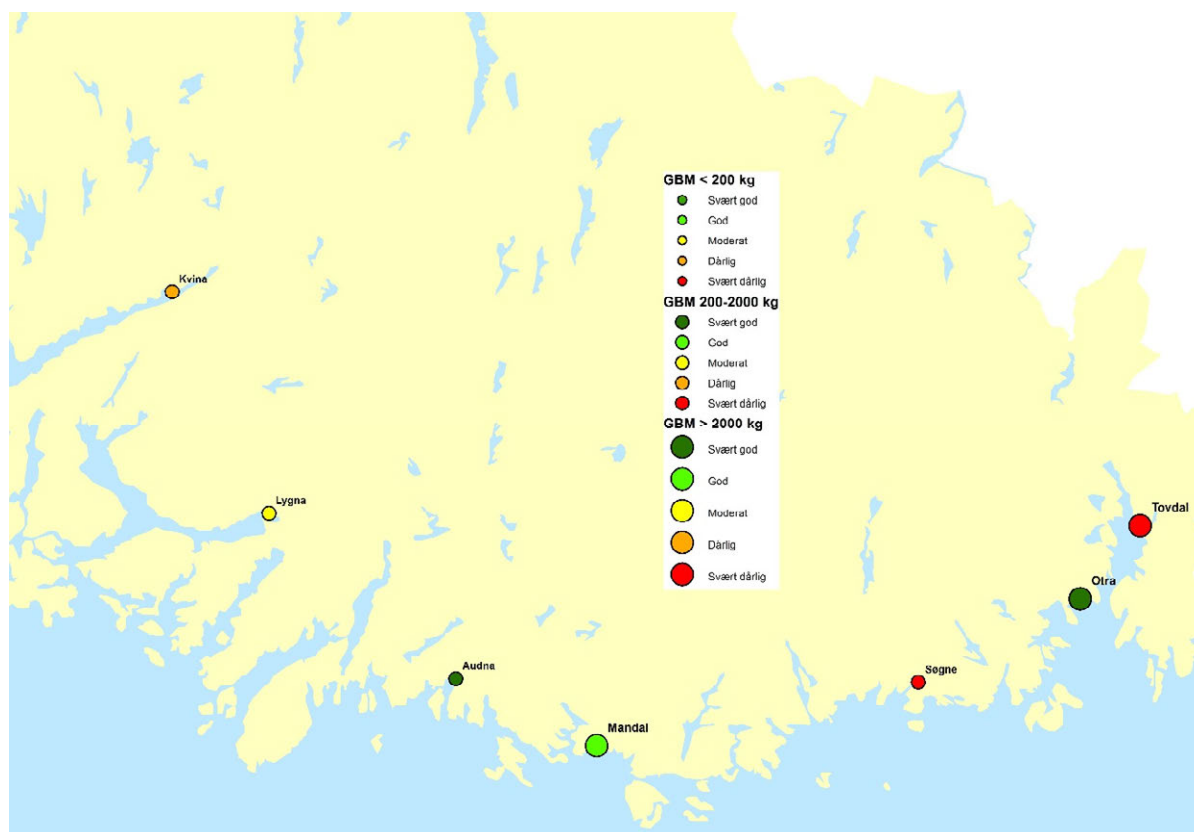 GBM < 200 kg
Svært god
God
Moderat
Dårlig
Svært dårlig
GBM 200-2000 kg
Svært god
God
Moderat
Dårlig
Svært dårlig
GBM > 2000 kg
Svært god
God
Moderat
Dårlig
Svært dårlig
Kvina
Lygna
Tovdal
Otra
Audna
Søgne
Mandal